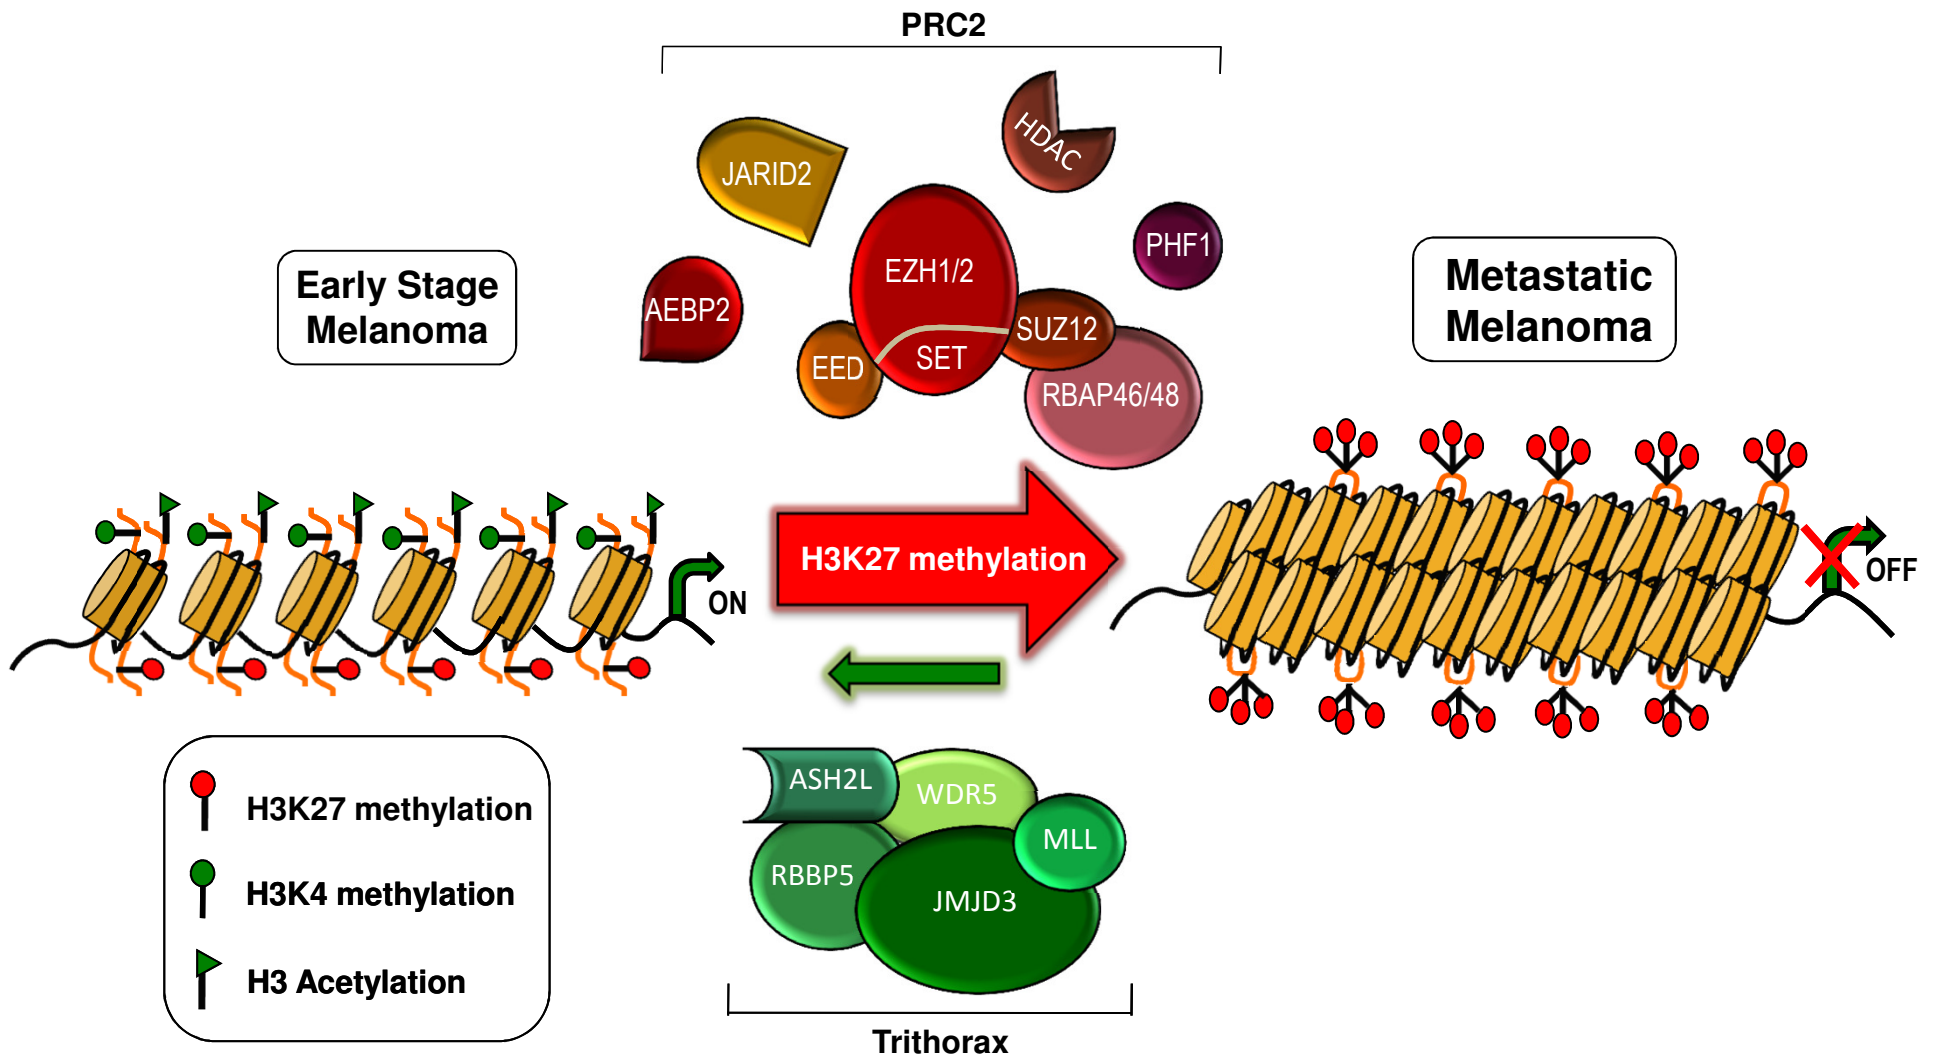 PRC2
HDAC
JARID2
PHF1
EZH1/2
AEBP2
SUZ12
SET
EED
RBAP46/48
Early Stage
Melanoma
Metastatic
Melanoma
ON
H3K27 methylation
OFF
H3K27 methylation
H3K4 methylation
H3 Acetylation
ASH2L
WDR5
MLL
RBBP5
JMJD3
Trithorax